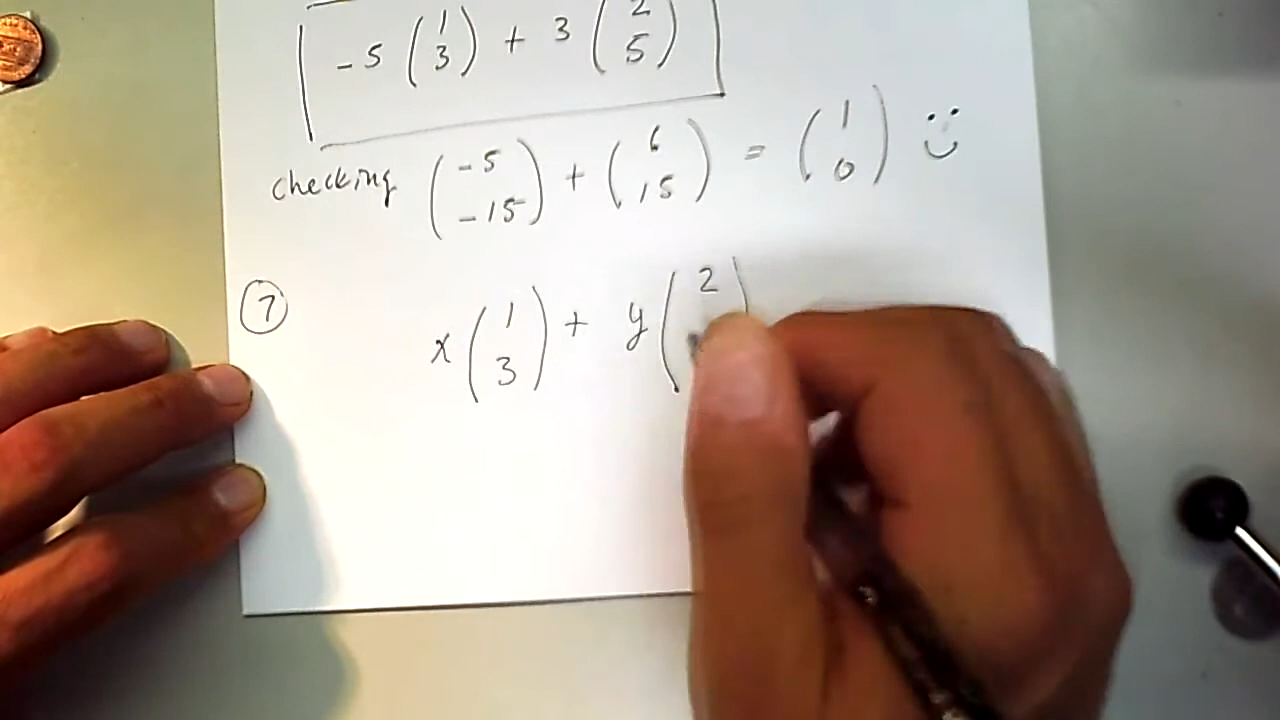 -5 (1 3) + 3 (2 5)
checking (-5 -15) + (6 15) = (1 0)
7 x (1 3) + y (2